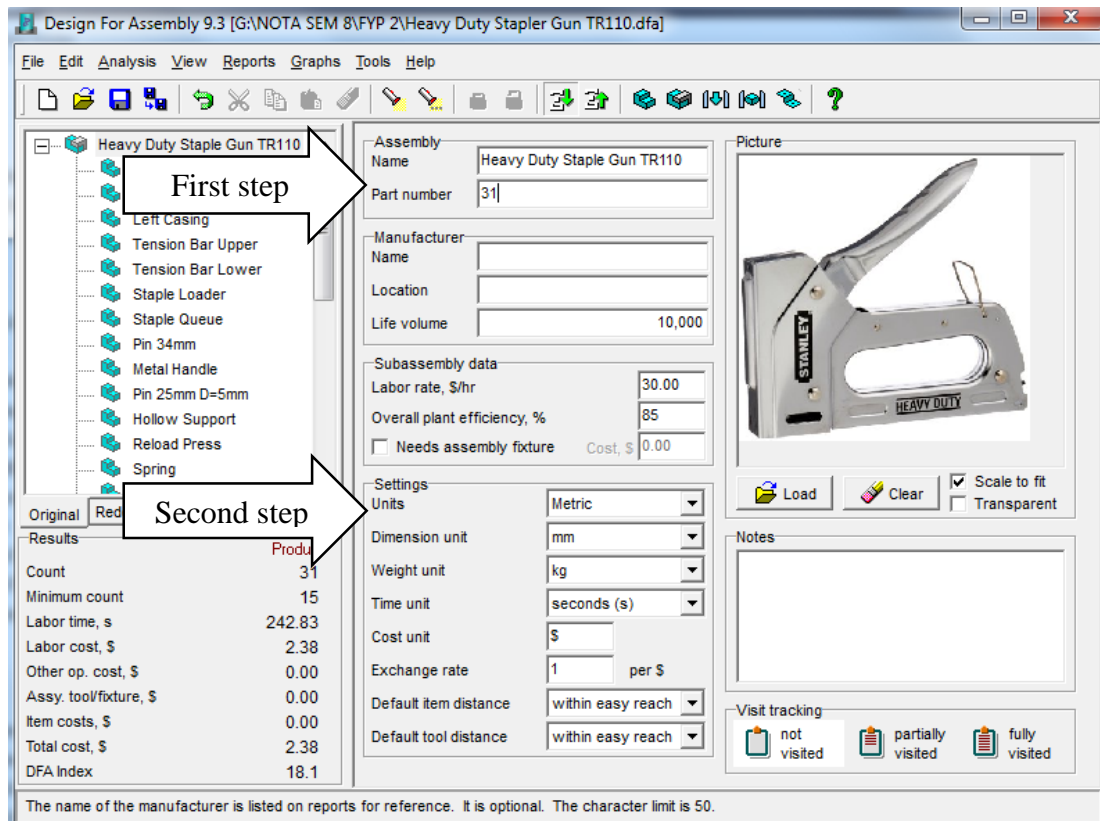 Design For Assembly 9.3 [G:\NOTA SEM 8\FYP 2\Heavy Duty Stapler Gun TR110.dfa]
File Edit Analysis View Reports Graphs Tools Help
Heavy Duty Staple Gun TR110
First step
Left Casing
Tension Bar Upper
Tension Bar Lower
Staple Loader
Staple Queue
Pin 34mm
Metal Handle
Pin 25mm D=5mm
Hollow Support
Reload Press
Spring
Second step
Original Red
Results
Produ
Count 31
Minimum count 15
Labor time, s 242.83
Labor cost, $ 2.38
Other op. cost, $ 0.00
Assy. tool/fixture, $ 0.00
Item costs, $ 0.00
Total cost, $ 2.38
DFA Index 18.1
Assembly
Name Heavy Duty Staple Gun TR110
Part number 31
Manufacturer
Name
Location
Life volume 10,000
Subassembly data
Labor rate, $/hr 30.00
Overall plant efficiency, % 85
Needs assembly fixture Cost, $ 0.00
Settings
Units Metric
Dimension unit mm
Weight unit kg
Time unit seconds (s)
Cost unit $
Exchange rate 1 per $
Default item distance within easy reach
Default tool distance within easy reach
Picture
STANLEY
HEAVY DUTY
Load Clear Scale to fit
Transparent
Notes
Visit tracking
not visited
partially visited
fully visited
The name of the manufacturer is listed on reports for reference. It is optional. The character limit is 50.